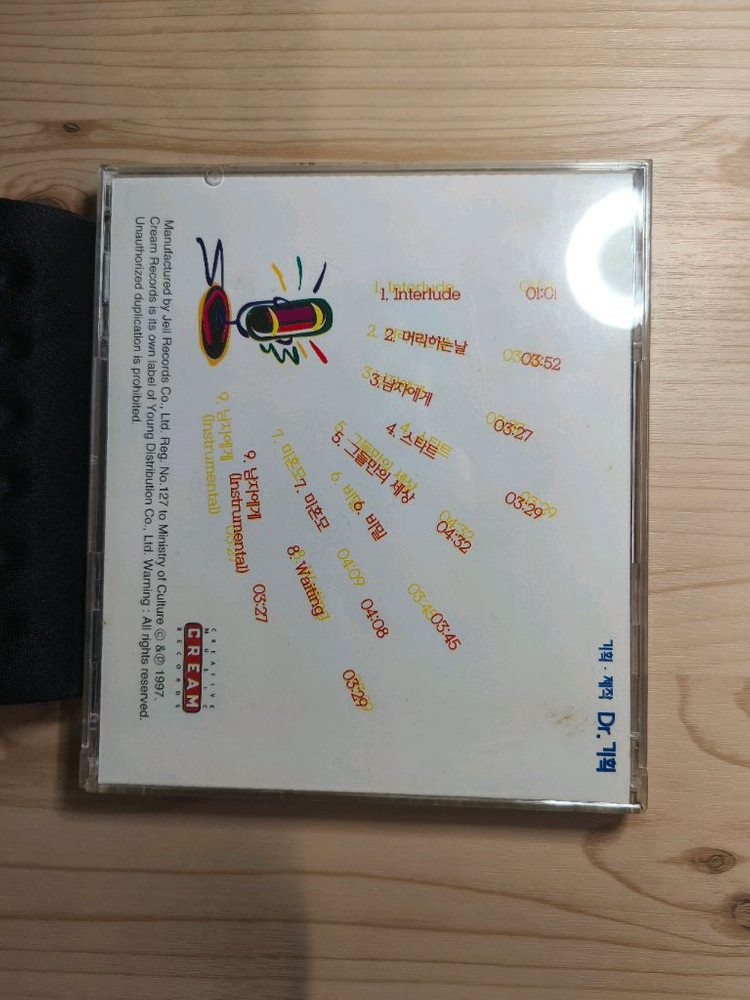 기획 · 제작 Dr.기획
1. Interlude 01:01
2. 머리하는날 03:52
3.남자에게 03:27
4. 스타트 03:29
5. 그들만의 세상 04:32
6. 비밀 03:45
7. 미혼모 04:08
8. Waiting 03:29
9. 남자에게
(Instrumental) 03:27
CREATIVE
MUSIC
CREAM
RECORDS
Manufactured by Jeil Records Co., Ltd. Reg. No.127 to Ministry of Culture © & ℗ 1997.
Cream Records is its own label of Young Distribution Co., Ltd. Warning : All rights reserved.
Unauthorized duplication is prohibited.